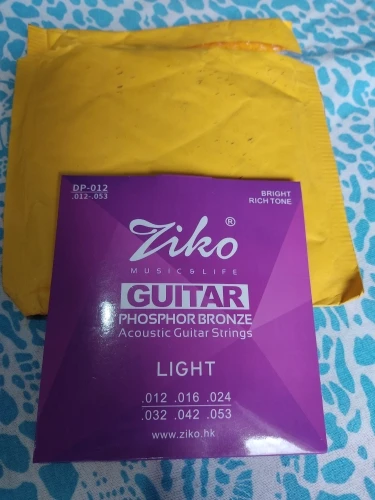 DP-012
.012-.053
BRIGHT
RICH TONE
Ziko®
MUSIC & LIFE
GUITAR
PHOSPHOR BRONZE
Acoustic Guitar Strings
LIGHT
.012 .016 .024
.032 .042 .053
www.ziko.hk